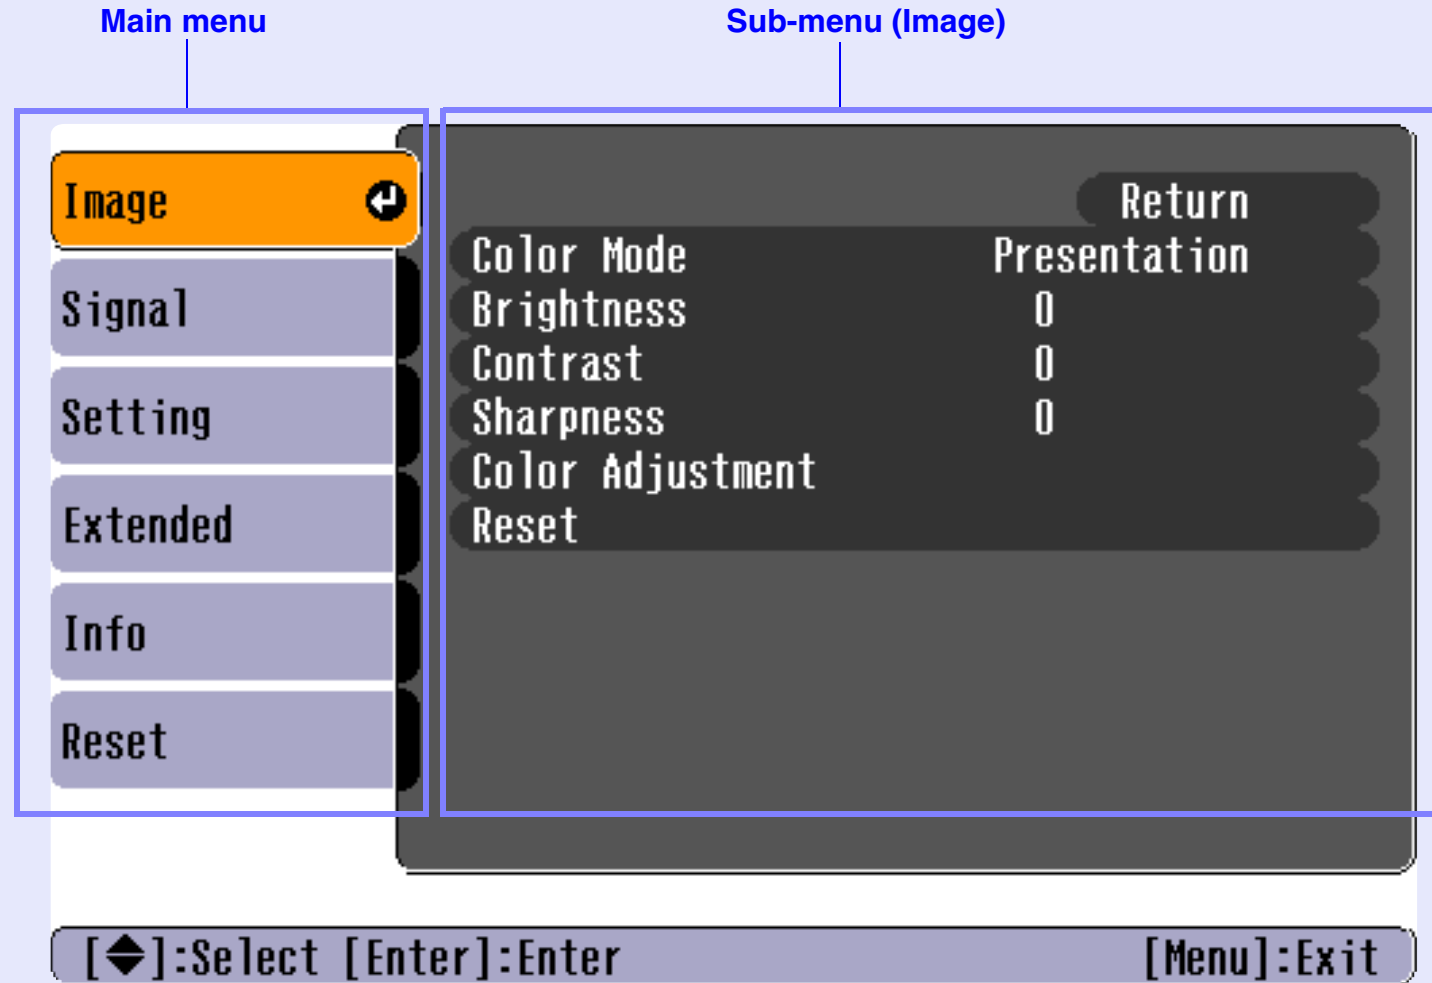 Main menu
Sub-menu (Image)
Image
Signal
Setting
Extended
Info
Reset
Return
Color Mode Presentation
Brightness 0
Contrast 0
Sharpness 0
Color Adjustment
Reset
[◆]:Select [Enter]:Enter [Menu]:Exit